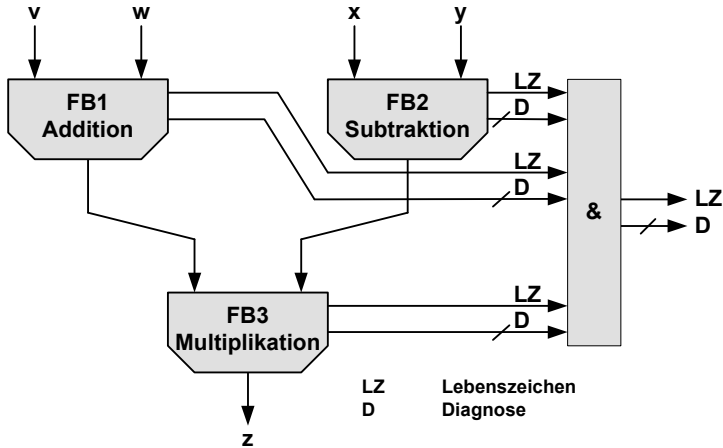 v w x y
FB1
Addition
FB2
Subtraktion
LZ
D
LZ
D
&
LZ
D
FB3
Multiplikation
LZ
D
LZ Lebenszeichen
D Diagnose
z